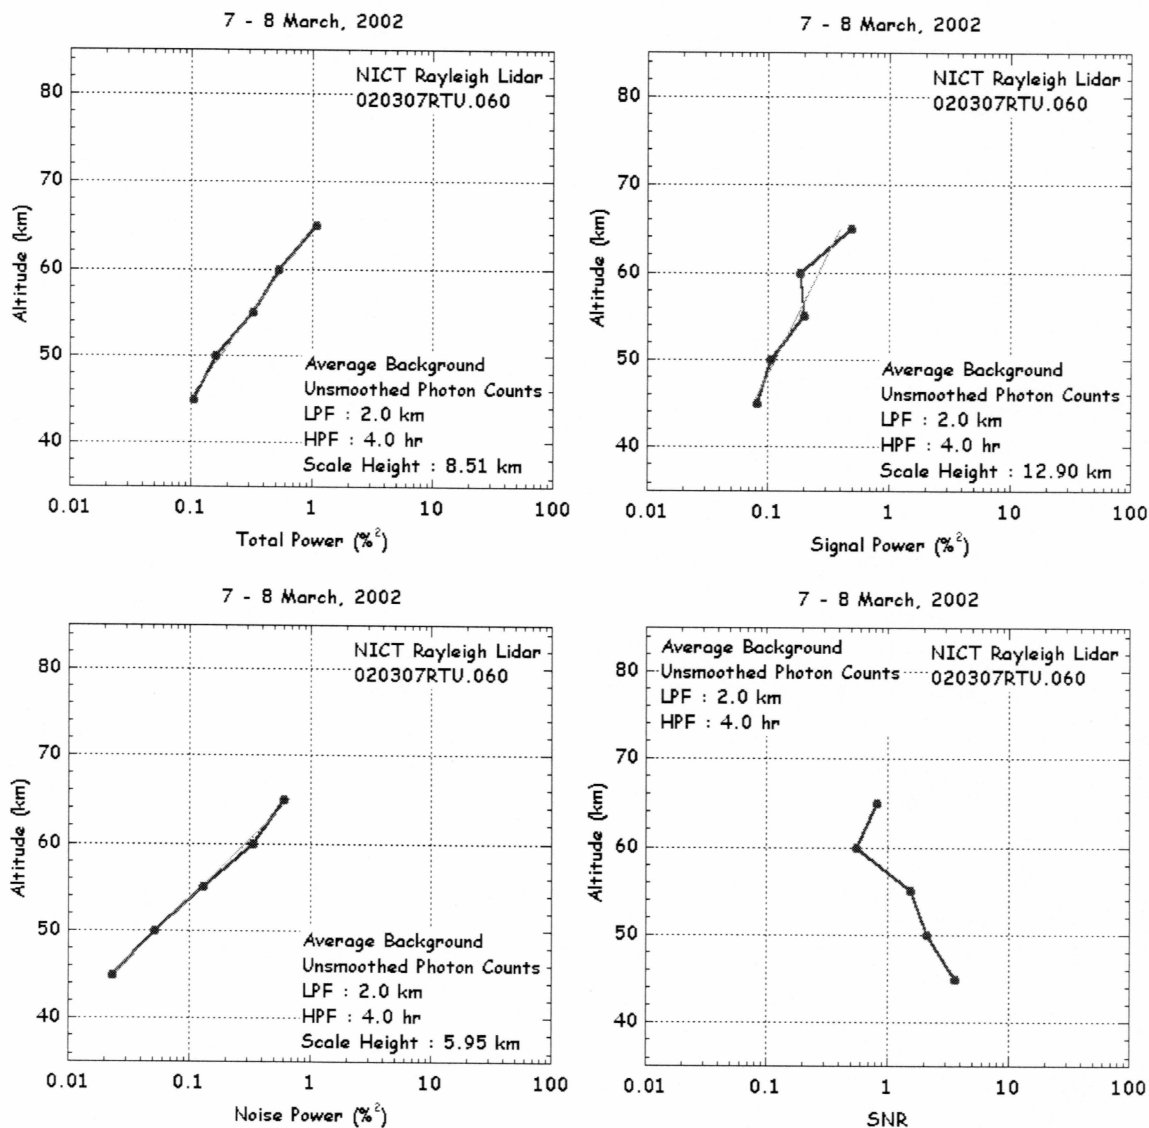 7 - 8 March, 2002
NICT Rayleigh Lidar
020307RTU.060
80
70
60
50
40
Altitude (km)
Average Background
Unsmoothed Photon Counts
LPF : 2.0 km
HPF : 4.0 hr
Scale Height : 8.51 km
0.01 0.1 1 10 100
Total Power (%²)
7 - 8 March, 2002
NICT Rayleigh Lidar
020307RTU.060
80
70
60
50
40
Altitude (km)
Average Background
Unsmoothed Photon Counts
LPF : 2.0 km
HPF : 4.0 hr
Scale Height : 12.90 km
0.01 0.1 1 10 100
Signal Power (%²)
7 - 8 March, 2002
NICT Rayleigh Lidar
020307RTU.060
80
70
60
50
40
Altitude (km)
Average Background
Unsmoothed Photon Counts
LPF : 2.0 km
HPF : 4.0 hr
Scale Height : 5.95 km
0.01 0.1 1 10 100
Noise Power (%²)
7 - 8 March, 2002
Average Background
Unsmoothed Photon Counts
LPF : 2.0 km
HPF : 4.0 hr
NICT Rayleigh Lidar
020307RTU.060
80
70
60
50
40
Altitude (km)
0.01 0.1 1 10 100
SNR